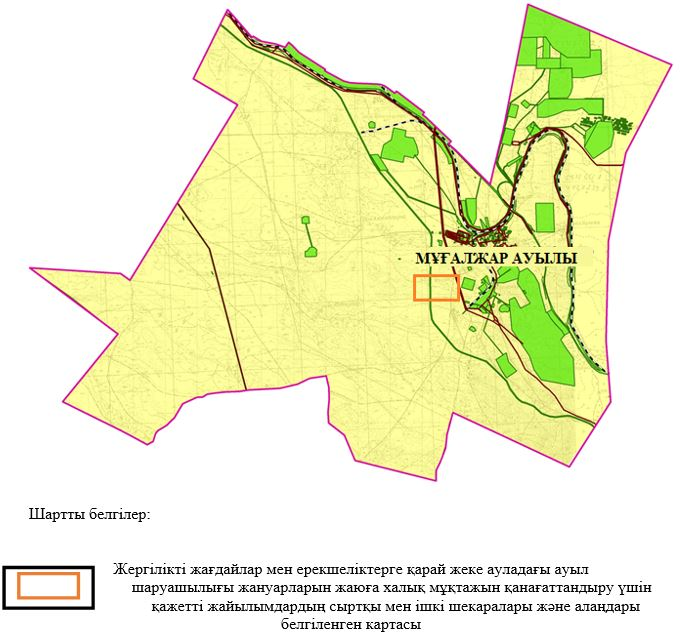 МҰҒАЛЖАР АУЫЛЫ
Шартты белгілер:
Жергілікті жағдайлар мен ерекшеліктерге қарай жеке ауладағы ауыл
шаруашылығы жануарларын жаюға халық мұқтажын қанағаттандыру үшін
қажетті жайылымдардың сыртқы мен ішкі шекаралары және алаңдары
белгіленген картасы